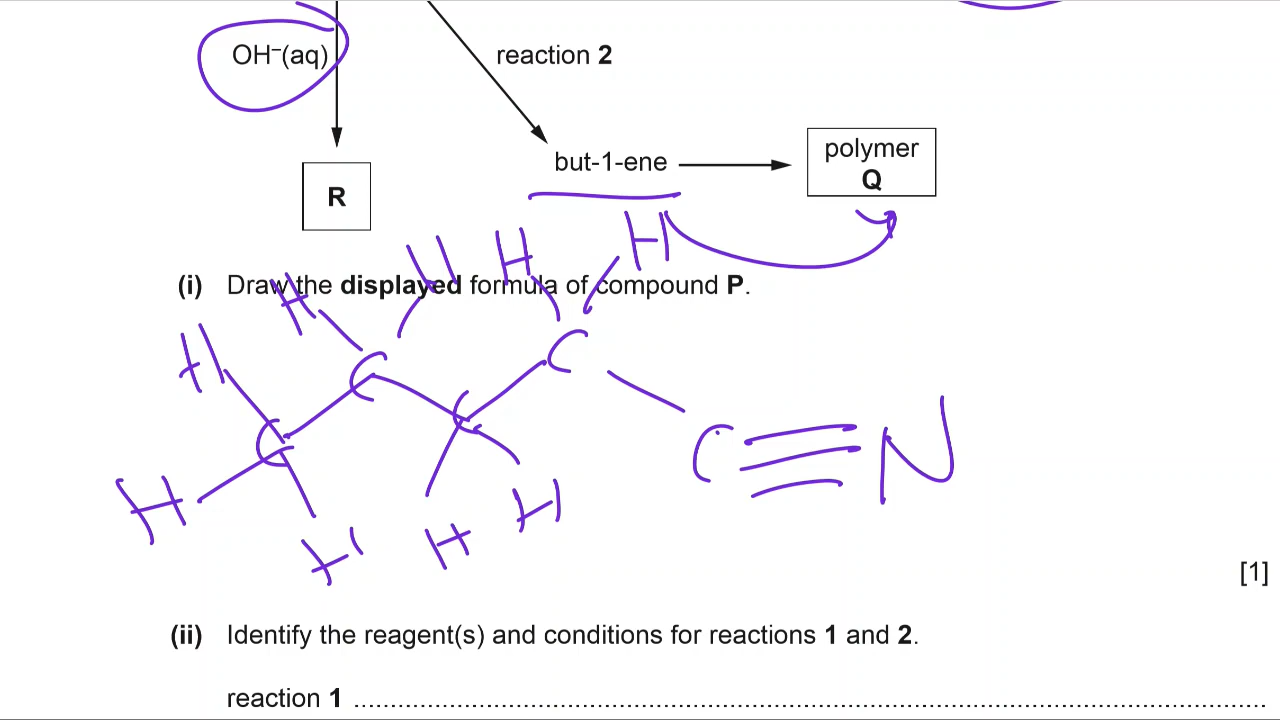 OH⁻(aq)
reaction 2
but-1-ene
polymer
Q
R
(i) Draw the displayed formula of compound P.
H H H H
H
C C
C C
C≡N
H H H H
[1]
(ii) Identify the reagent(s) and conditions for reactions 1 and 2.
reaction 1 ................................................................